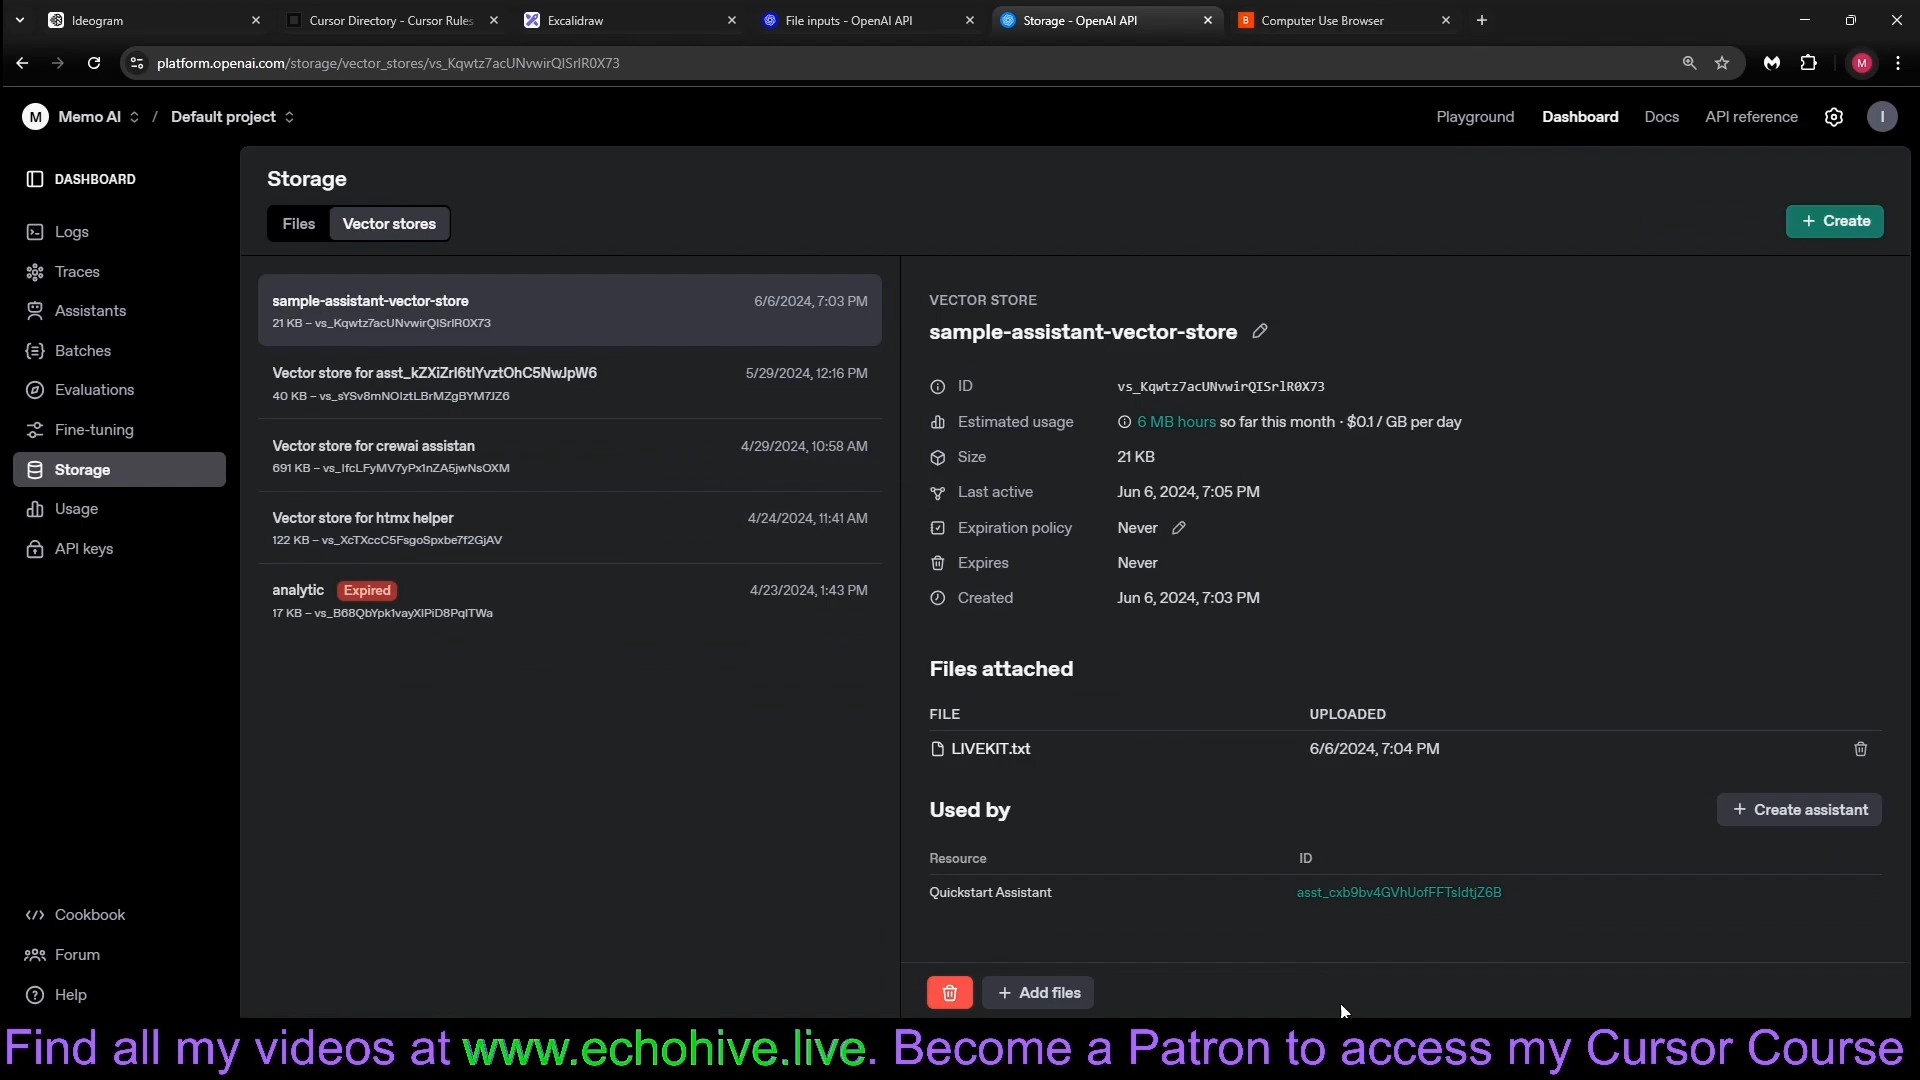 Ideogram
Cursor Directory - Cursor Rules
Excalidraw
File inputs - OpenAI API
Storage - OpenAI API
B
Computer Use Browser
platform.openai.com/storage/vector_stores/vs_Kqwtz7acUNvwirQISrlR0X73
M
M
Memo AI
/
Default project
Playground
Dashboard
Docs
API reference
I
DASHBOARD
Logs
Traces
Assistants
Batches
Evaluations
Fine-tuning
Storage
Usage
API keys
Cookbook
Forum
Help
Storage
Files
Vector stores
+ Create
sample-assistant-vector-store
6/6/2024, 7:03 PM
21 KB – vs_Kqwtz7acUNvwirQISrlR0X73
Vector store for asst_kZXiZrI6tIYvztOhC5NwJpW6
5/29/2024, 12:16 PM
40 KB – vs_sYSv8mNOIztLBrMZgBYM7JZ6
Vector store for crewai assistan
4/29/2024, 10:58 AM
691 KB – vs_IfcLFyMV7yPx1nZA5jwNsOXM
Vector store for htmx helper
4/24/2024, 11:41 AM
122 KB – vs_XcTXccC5FsgoSpxbe7f2GjAV
analytic
Expired
4/23/2024, 1:43 PM
17 KB – vs_B68QbYpk1vayXIPiD8PqITWa
VECTOR STORE
sample-assistant-vector-store
ID
vs_Kqwtz7acUNvwirQISrlR0X73
Estimated usage
6 MB hours so far this month · $0.1 / GB per day
Size
21 KB
Last active
Jun 6, 2024, 7:05 PM
Expiration policy
Never
Expires
Never
Created
Jun 6, 2024, 7:03 PM
Files attached
FILE
UPLOADED
LIVEKIT.txt
6/6/2024, 7:04 PM
Used by
+ Create assistant
Resource
ID
Quickstart Assistant
asst_cxb9bv4GVhUofFFTsldtjZ6B
+ Add files
Find all my videos at www.echohive.live. Become a Patron to access my Cursor Course